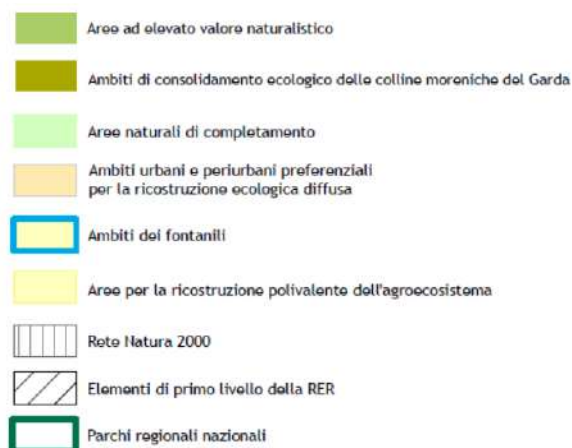 Aree ad elevato valore naturalistico
Ambiti di consolidamento ecologico delle colline moreniche del Garda
Aree naturali di completamento
Ambiti urbani e periurbani preferenziali
per la ricostruzione ecologica diffusa
Ambiti dei fontanili
Aree per la ricostruzione polivalente dell'agroecosistema
Rete Natura 2000
Elementi di primo livello della RER
Parchi regionali nazionali